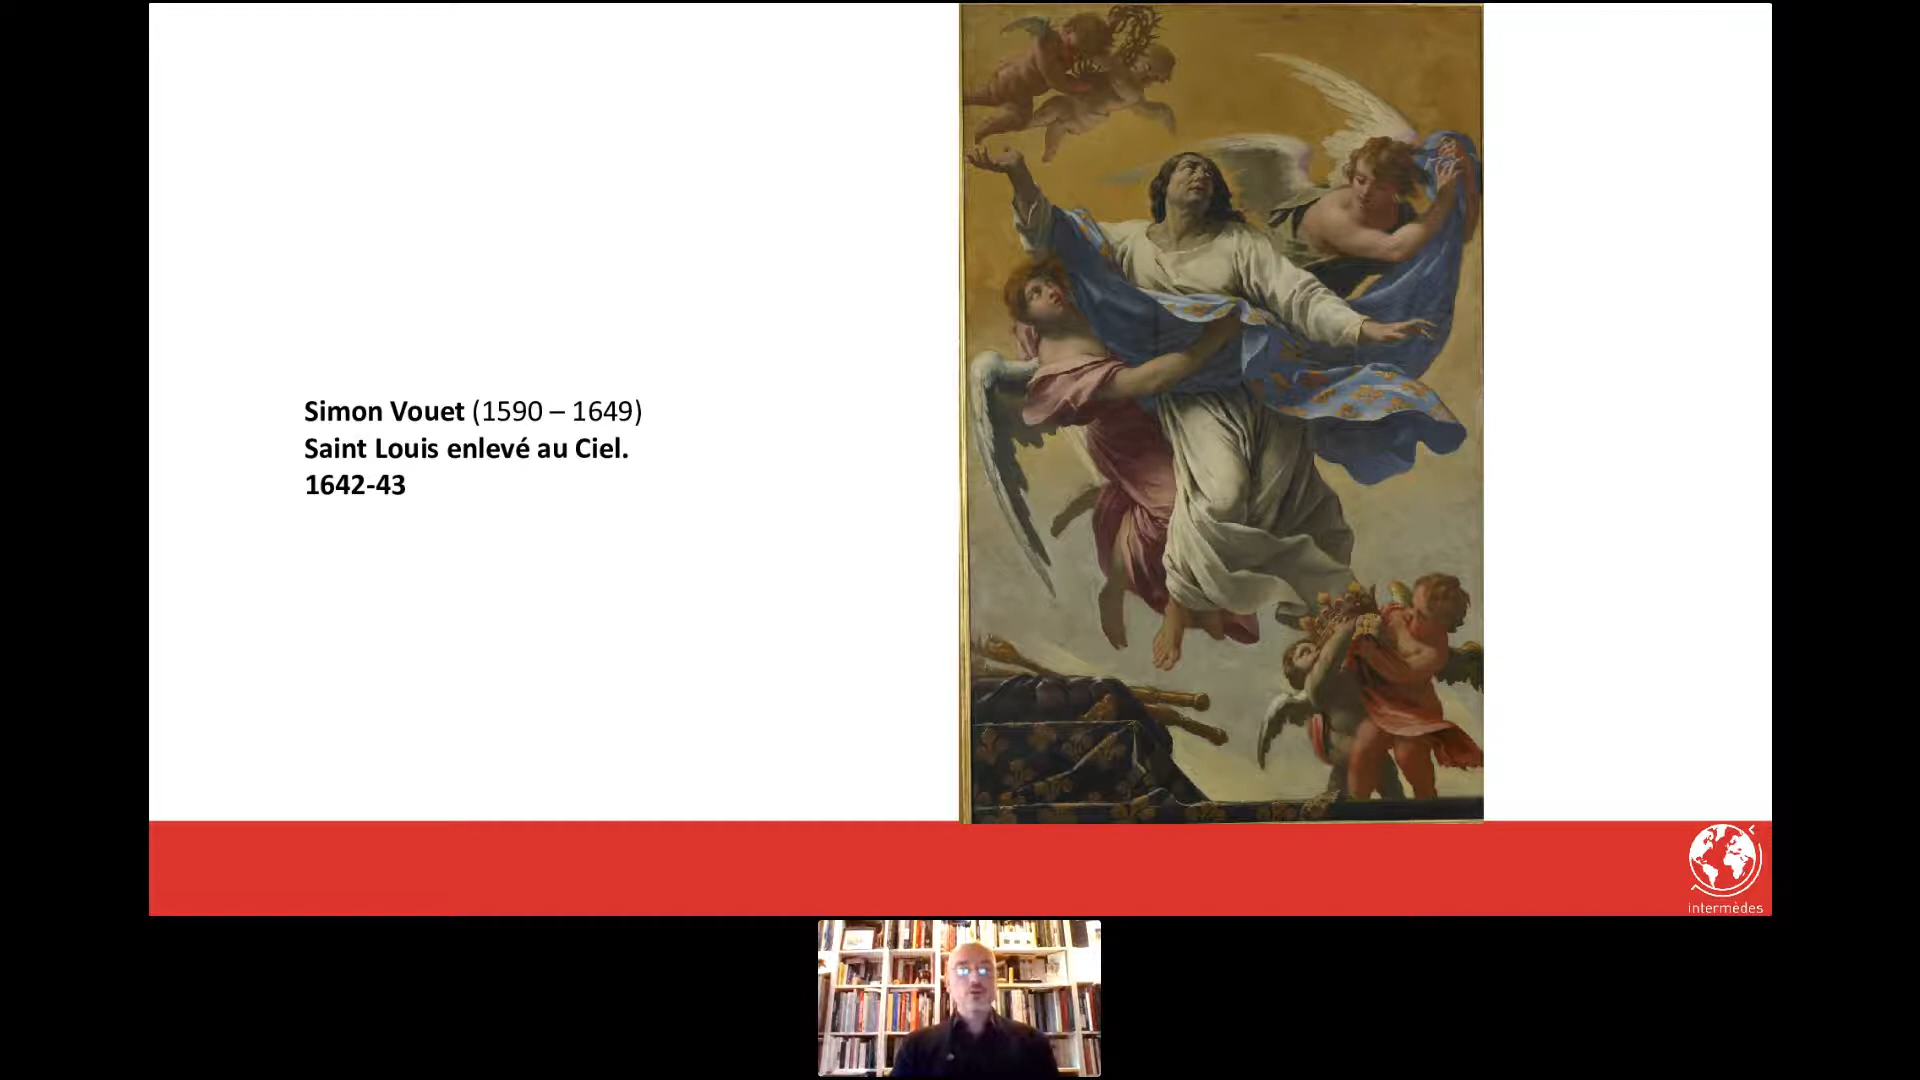 Simon Vouet (1590 – 1649)
Saint Louis enlevé au Ciel.
1642-43
intermèdes